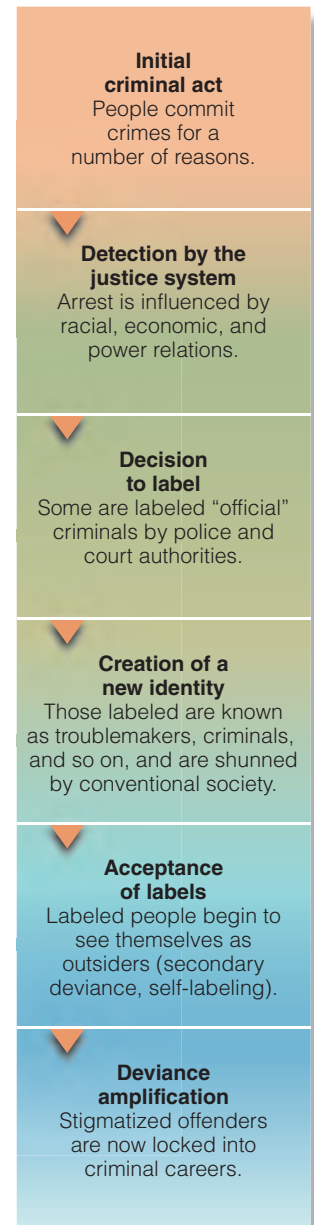 Initial
criminal act
People commit
crimes for a
number of reasons.
Detection by the
justice system
Arrest is influenced by
racial, economic, and
power relations.
Decision
to label
Some are labeled “official”
criminals by police and
court authorities.
Creation of a
new identity
Those labeled are known
as troublemakers, criminals,
and so on, and are shunned
by conventional society.
Acceptance
of labels
Labeled people begin to
see themselves as
outsiders (secondary
deviance, self-labeling).
Deviance
amplification
Stigmatized offenders
are now locked into
criminal careers.